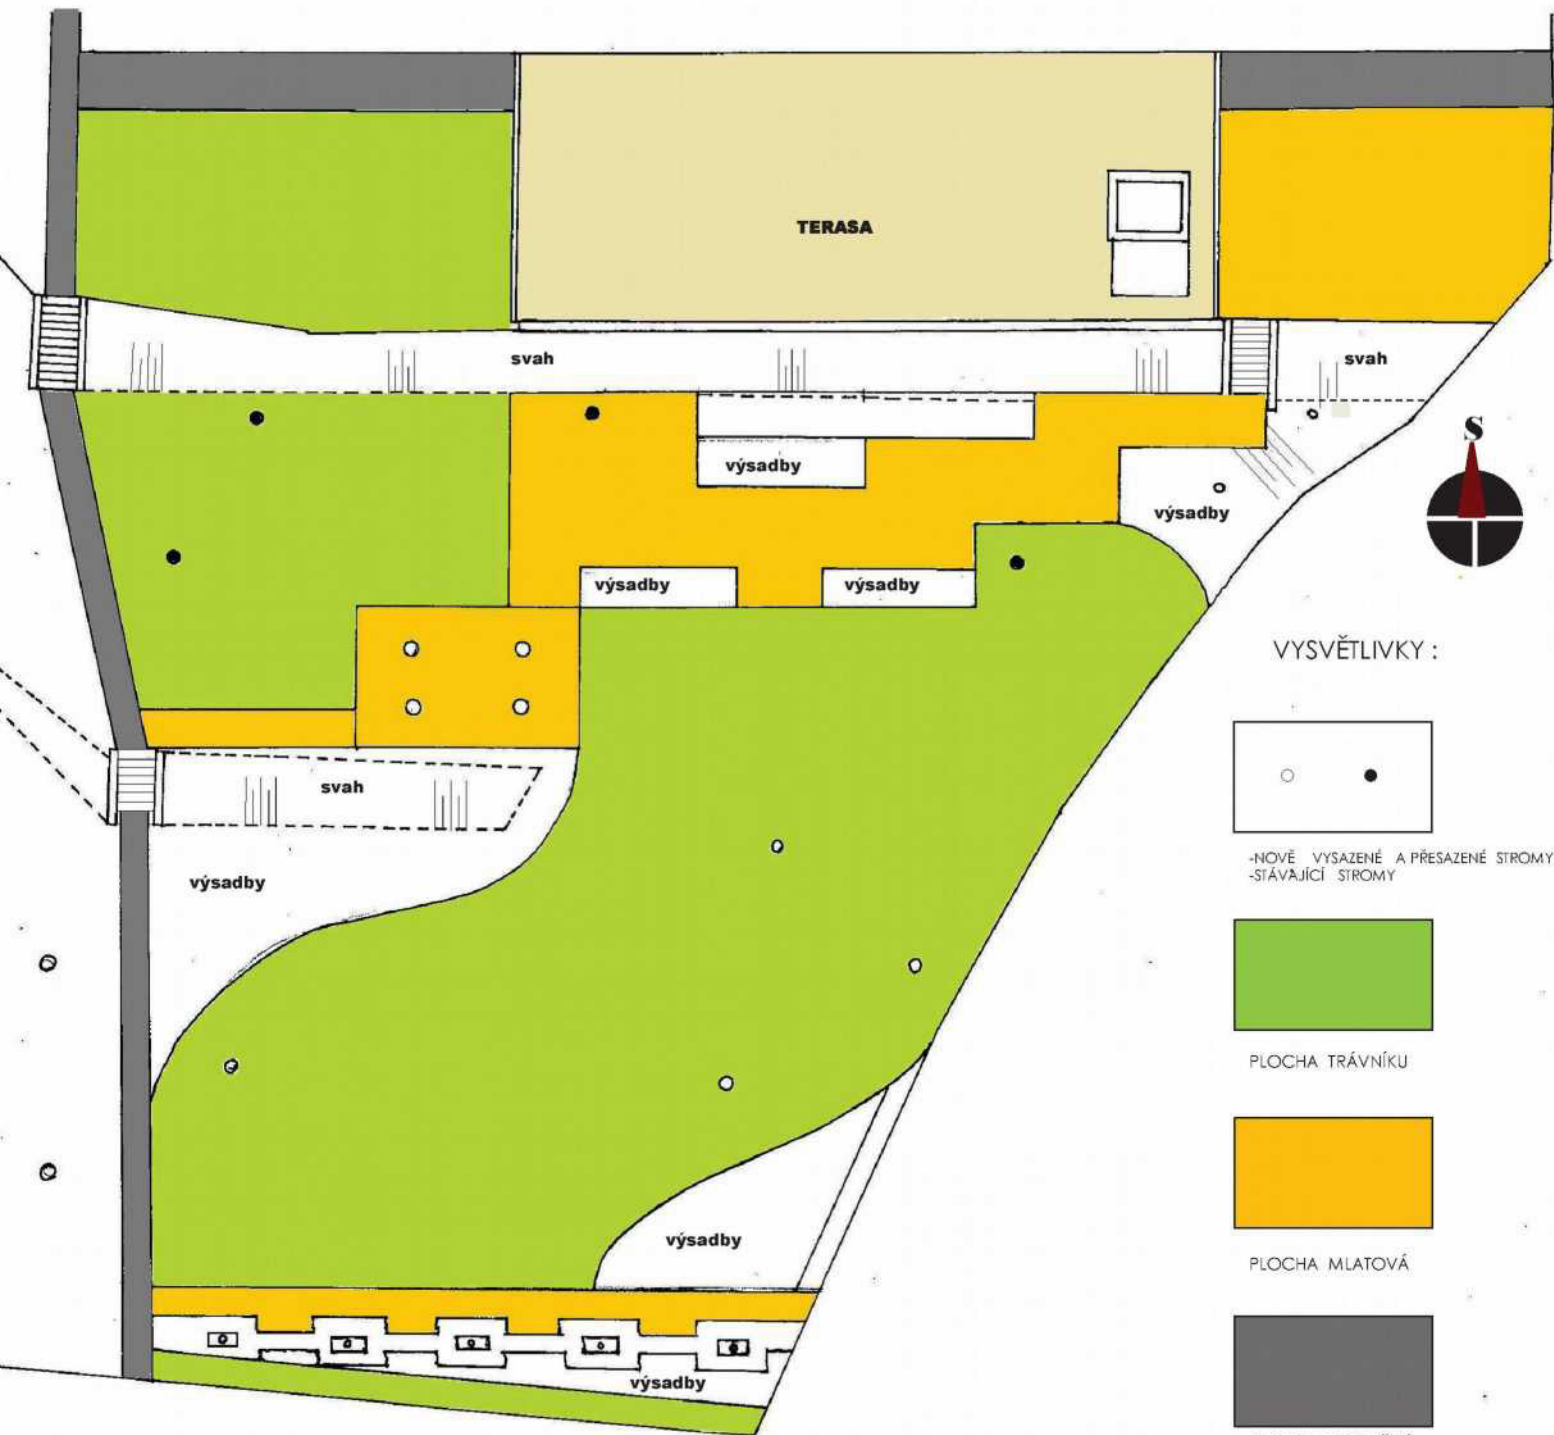 TERASA
svah
svah
S
výsadby
výsadby
výsadby
výsadby
VYSVĚTLIVKY :
svah
-NOVĚ VYSAZENÉ A PŘESAZENÉ STROMY
-STÁVAJÍCÍ STROMY
výsadby
PLOCHA TRÁVNÍKU
výsadby
PLOCHA MLATOVÁ
výsadby